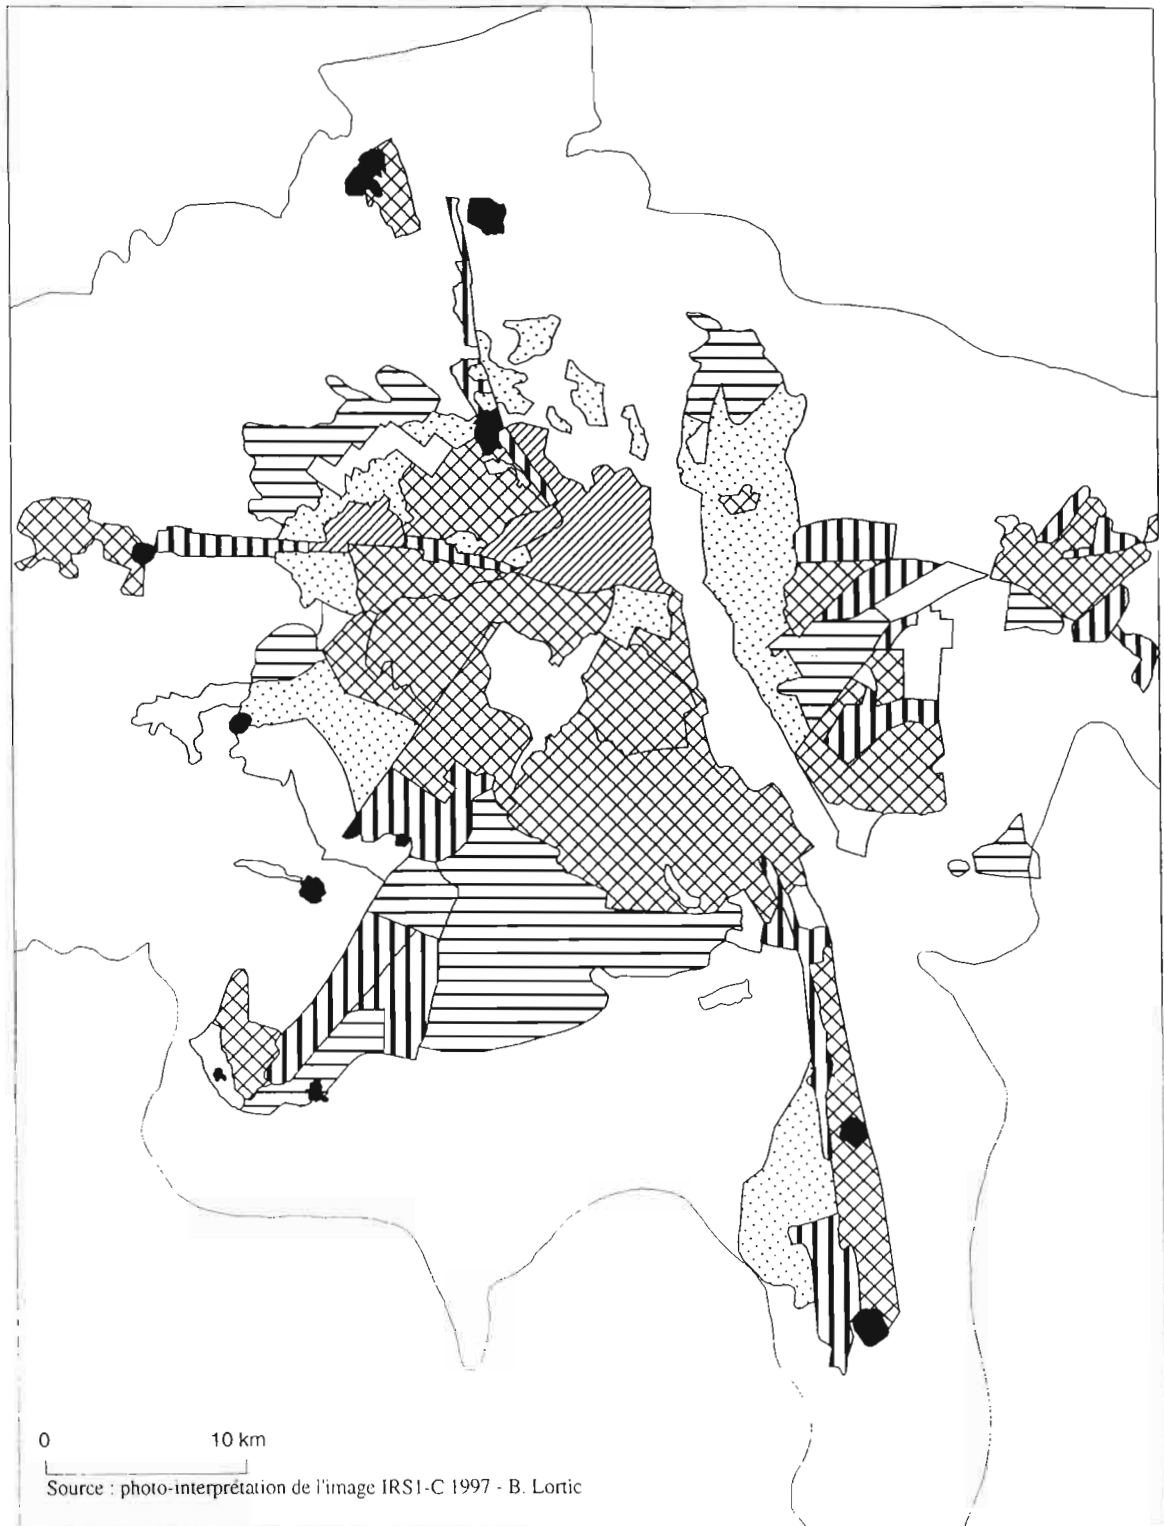 0 10 km
Source : photo-interprétation de l'image IRS1-C 1997 - B. Lortic